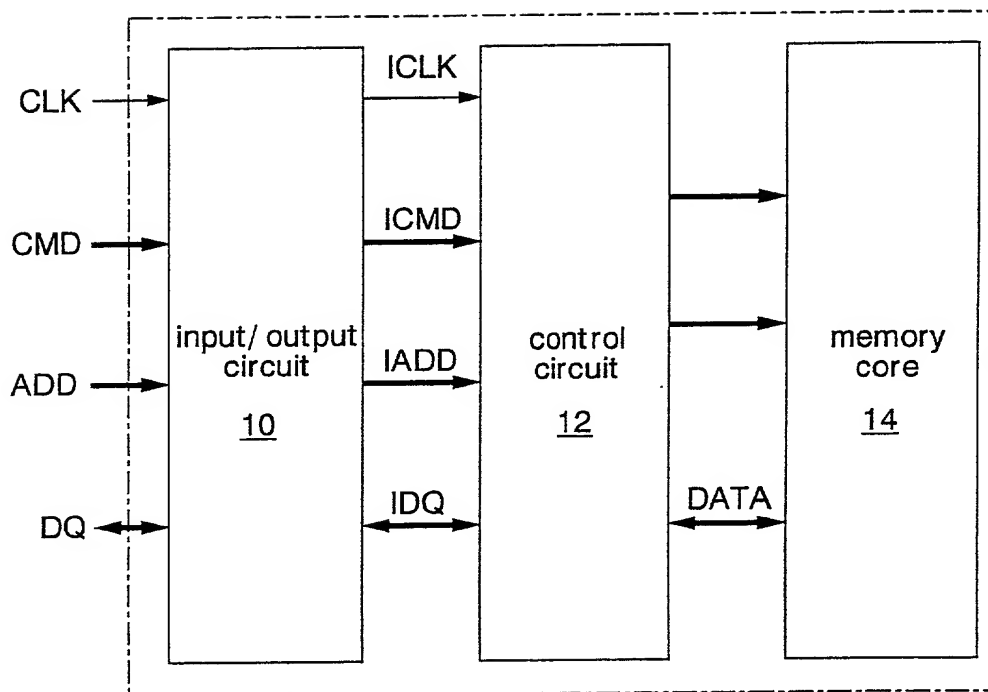 CLK
ICLK
CMD
ICMD
input/ output
circuit
10
ADD
IADD
control
circuit
12
memory
core
14
DQ
IDQ
DATA